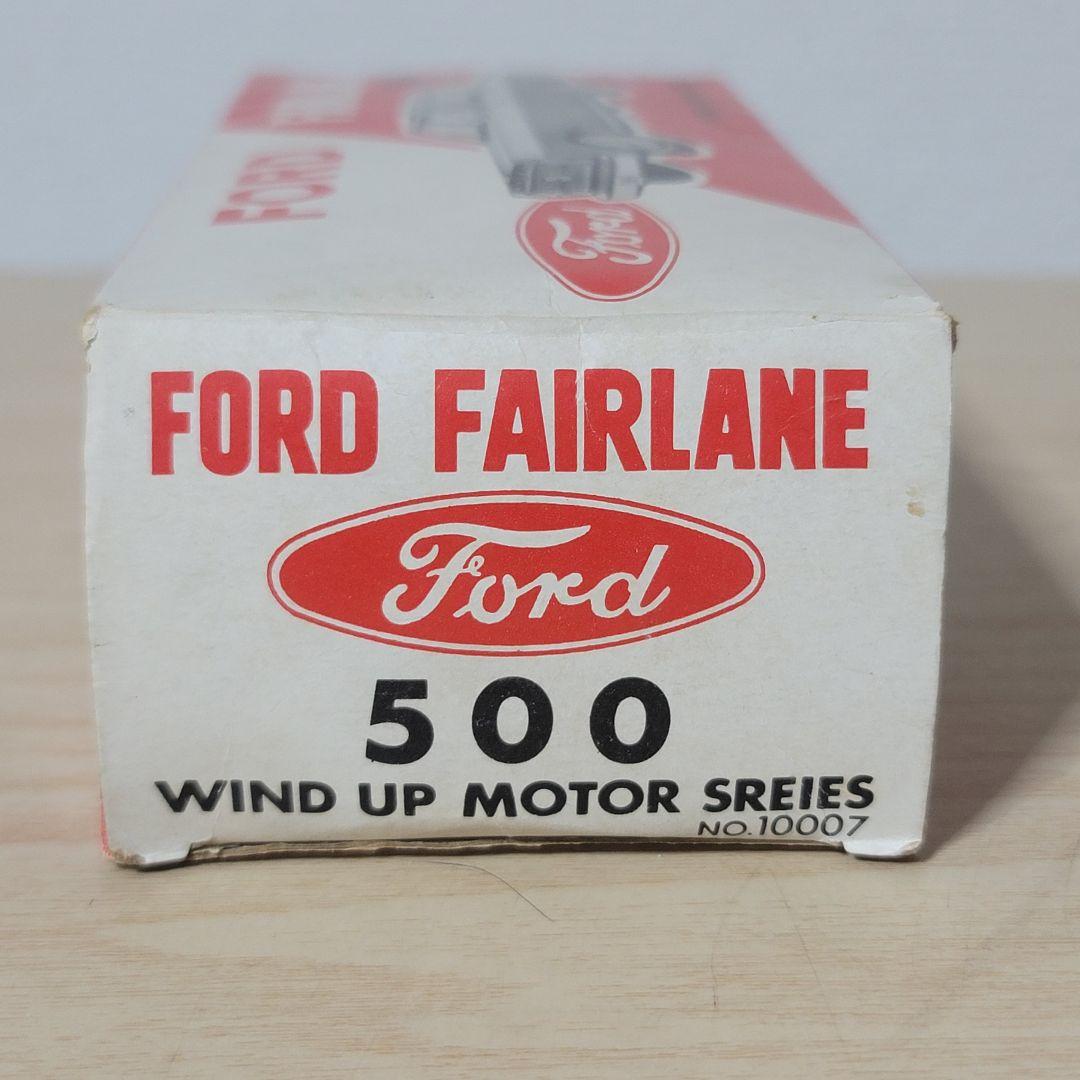 FORD
Ford
FORD FAIRLANE
Ford
500
WIND UP MOTOR SREIES
NO.10007